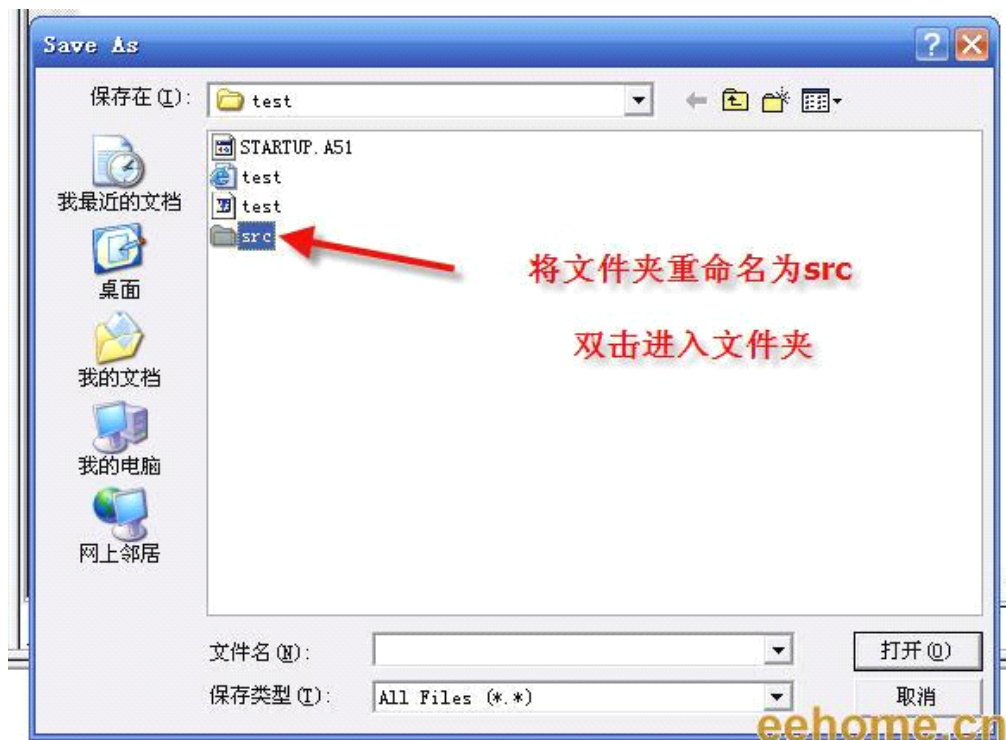 Save As
保存在(I):
test
STARTUP.A51
test
test
src
我最近的文档
桌面
我的文档
我的电脑
网上邻居
将文件夹重命名为src
双击进入文件夹
文件名(N):
打开(O)
保存类型(T):
All Files (*.*)
取消
eehome.cn